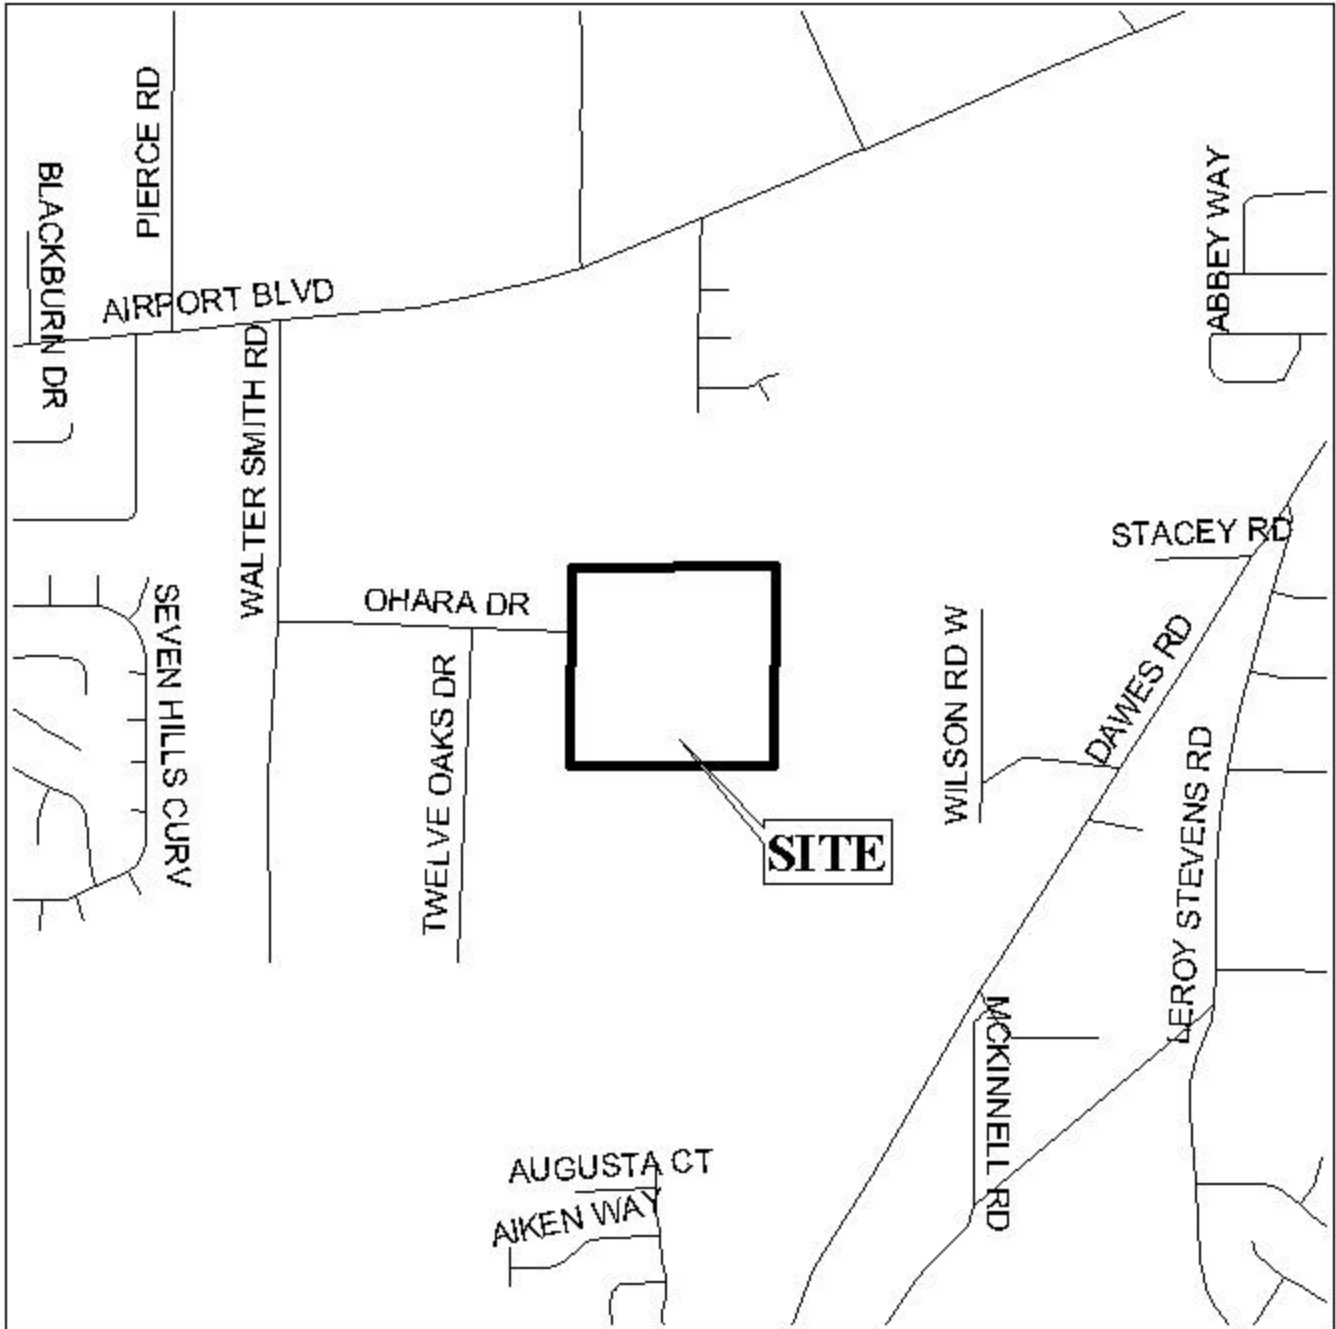 PIERCE RD
BLACKBURN DR
ABBEY WAY
AIRPORT BLVD
WALTER SMITH RD
STACEY RD
SEVEN HILLS CURV
OHARA DR
TWELVE OAKS DR
WILSON RD W
DAWES RD
LEROY STEVENS RD
SITE
MCKINNELL RD
AUGUSTA CT
AIKEN WAY